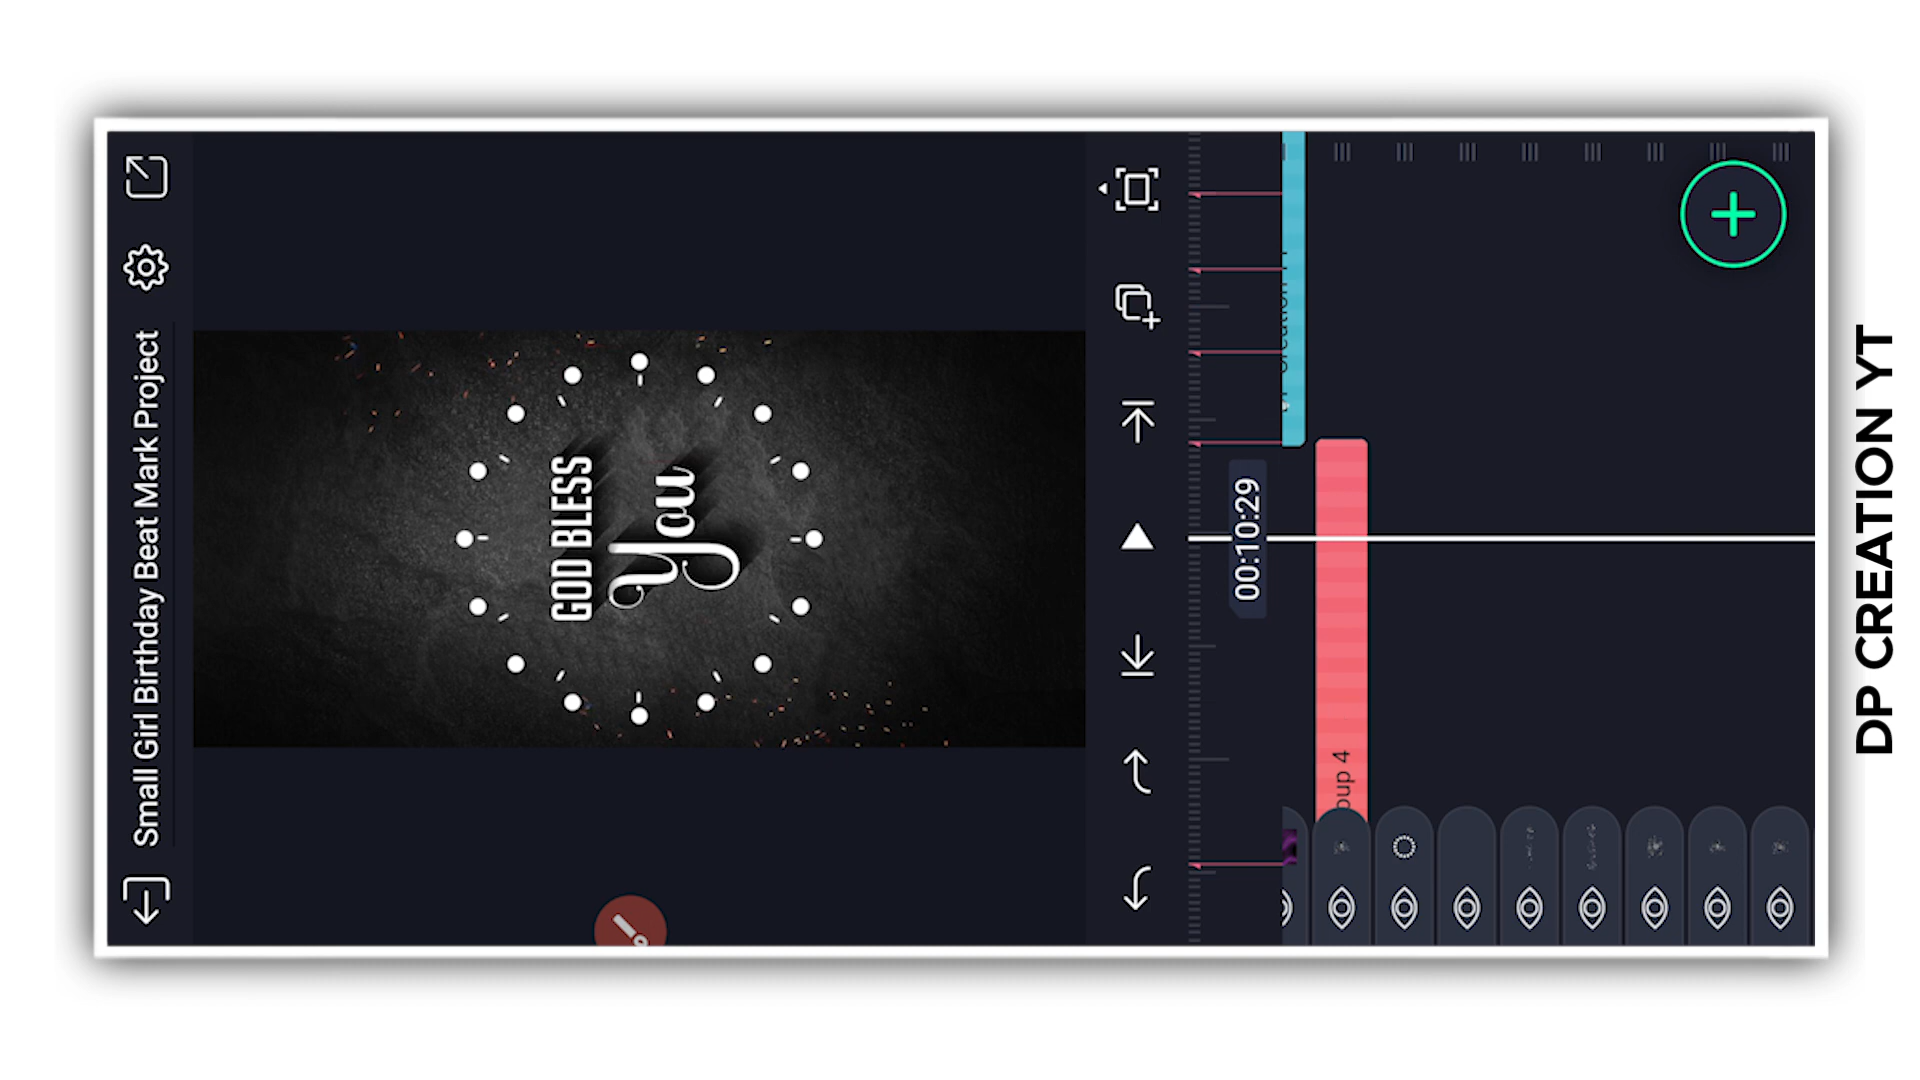 Small Girl Birthday Beat Mark Project
GOD BLESS
You
00:10:29
oup 4
DP CREATION YT